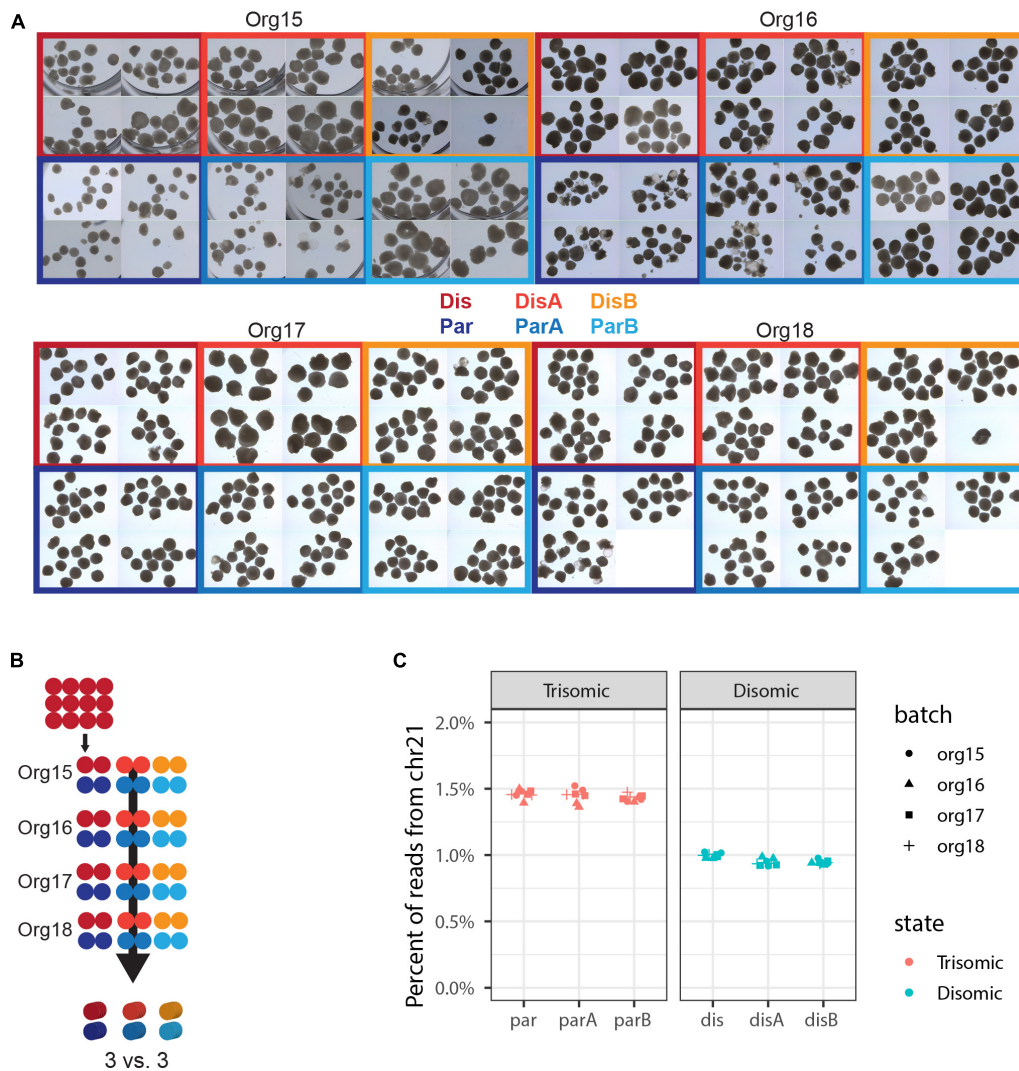 A
Org15
Org16
Dis DisA DisB
Par ParA ParB
Org17
Org18
B
Org15
Org16
Org17
Org18
3 vs. 3
C
Percent of reads from chr21
Trisomic
Disomic
2.0%
1.5%
1.0%
0.5%
0.0%
par
parA
parB
dis
disA
disB
batch
org15
org16
org17
org18
state
Trisomic
Disomic